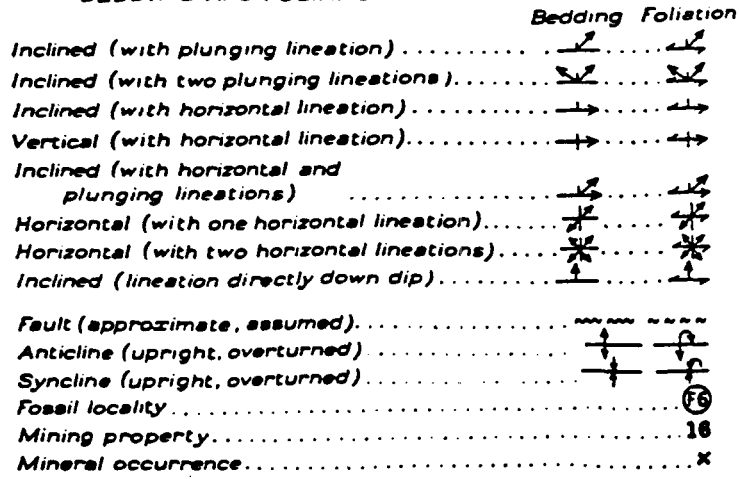 Bedding Foliation
Inclined (with plunging lineation)
Inclined (with two plunging lineations)
Inclined (with horizontal lineation)
Vertical (with horizontal lineation)
Inclined (with horizontal and
plunging lineations)
Horizontal (with one horizontal lineation)
Horizontal (with two horizontal lineations)
Inclined (lineation directly down dip)
Fault (approximate, assumed)
Anticline (upright, overturned)
Syncline (upright, overturned)
Fossil locality F6
Mining property 16
Mineral occurrence x